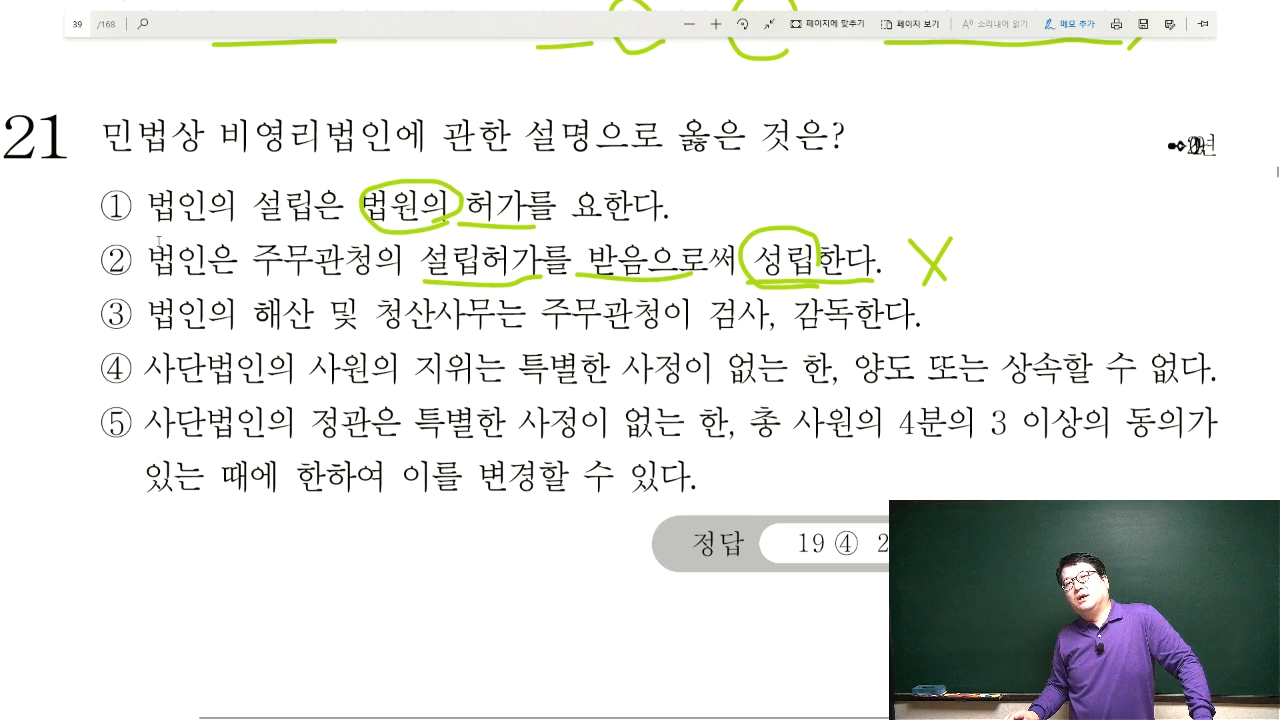 39 /168 페이지에 맞추기 페이지 보기 소리내어 읽기 메모 추가
21 민법상 비영리법인에 관한 설명으로 옳은 것은?
① 법인의 설립은 법원의 허가를 요한다.
② 법인은 주무관청의 설립허가를 받음으로써 성립한다.
③ 법인의 해산 및 청산사무는 주무관청이 검사, 감독한다.
④ 사단법인의 사원의 지위는 특별한 사정이 없는 한, 양도 또는 상속할 수 없다.
⑤ 사단법인의 정관은 특별한 사정이 없는 한, 총 사원의 4분의 3 이상의 동의가
있는 때에 한하여 이를 변경할 수 있다.
정답 19 ④